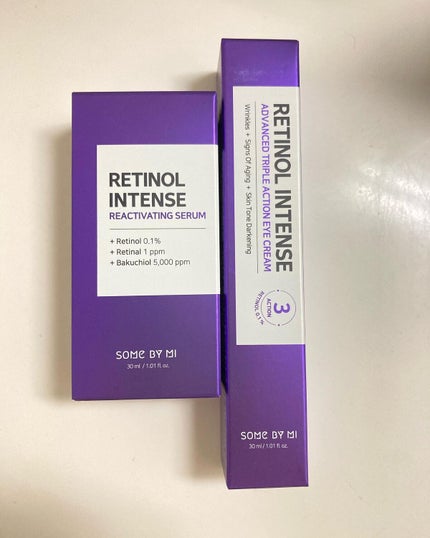 RETINOL
INTENSE
REACTIVATING SERUM
+ Retinol 0.1%
+ Retinal 1 ppm
+ Bakuchiol 5,000 ppm
SOME BY MI
30 ml / 1.01 fl. oz.
RETINOL INTENSE
ADVANCED TRIPLE ACTION EYE CREAM
Wrinkles + Signs Of Aging + Skin Tone Darkening
3
ACTION
RETINOL 0.1%
SOME BY MI
30 ml / 1.01 fl. oz.